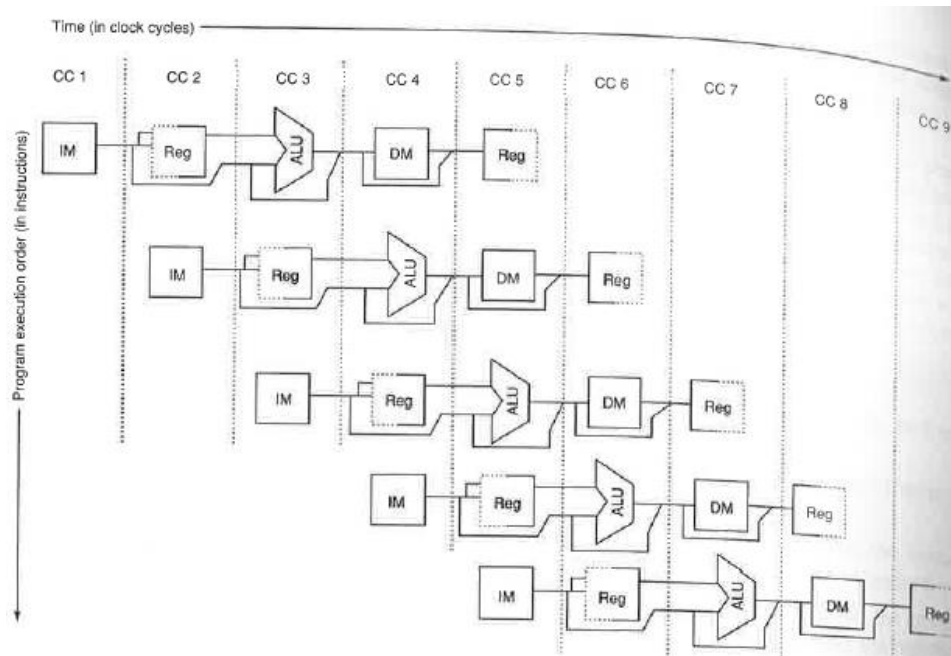 Time (in clock cycles)
CC 1
CC 2
CC 3
CC 4
CC 5
CC 6
CC 7
CC 8
CC 9
Program execution order (in instructions)
IM
Reg
ALU
DM
Reg
IM
Reg
ALU
DM
Reg
IM
Reg
ALU
DM
Reg
IM
Reg
ALU
DM
Reg
IM
Reg
ALU
DM
Reg